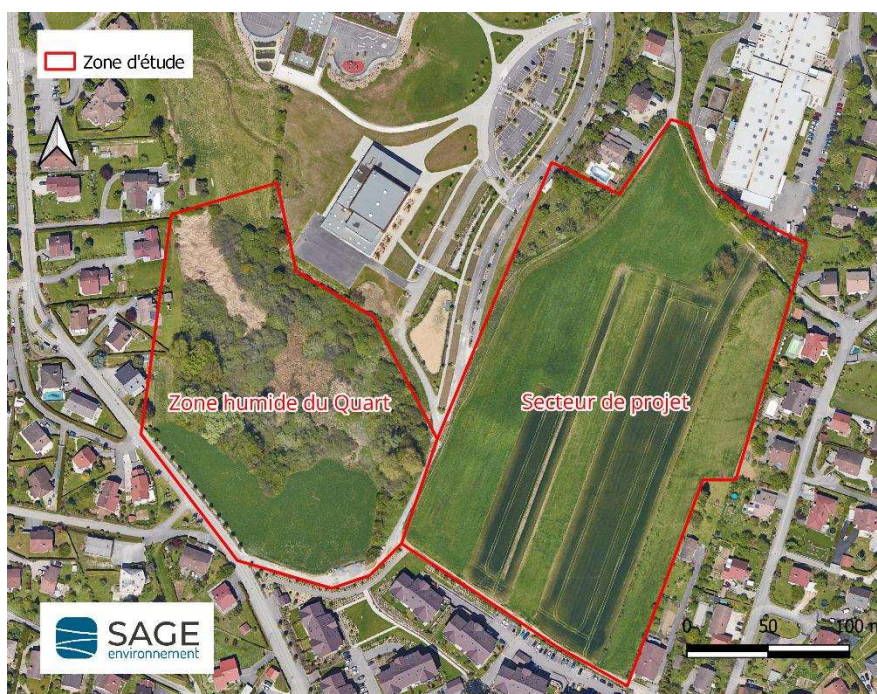 Zone d'étude
Zone humide du Quart
Secteur de projet
SAGE
environnement
0 50 100 m